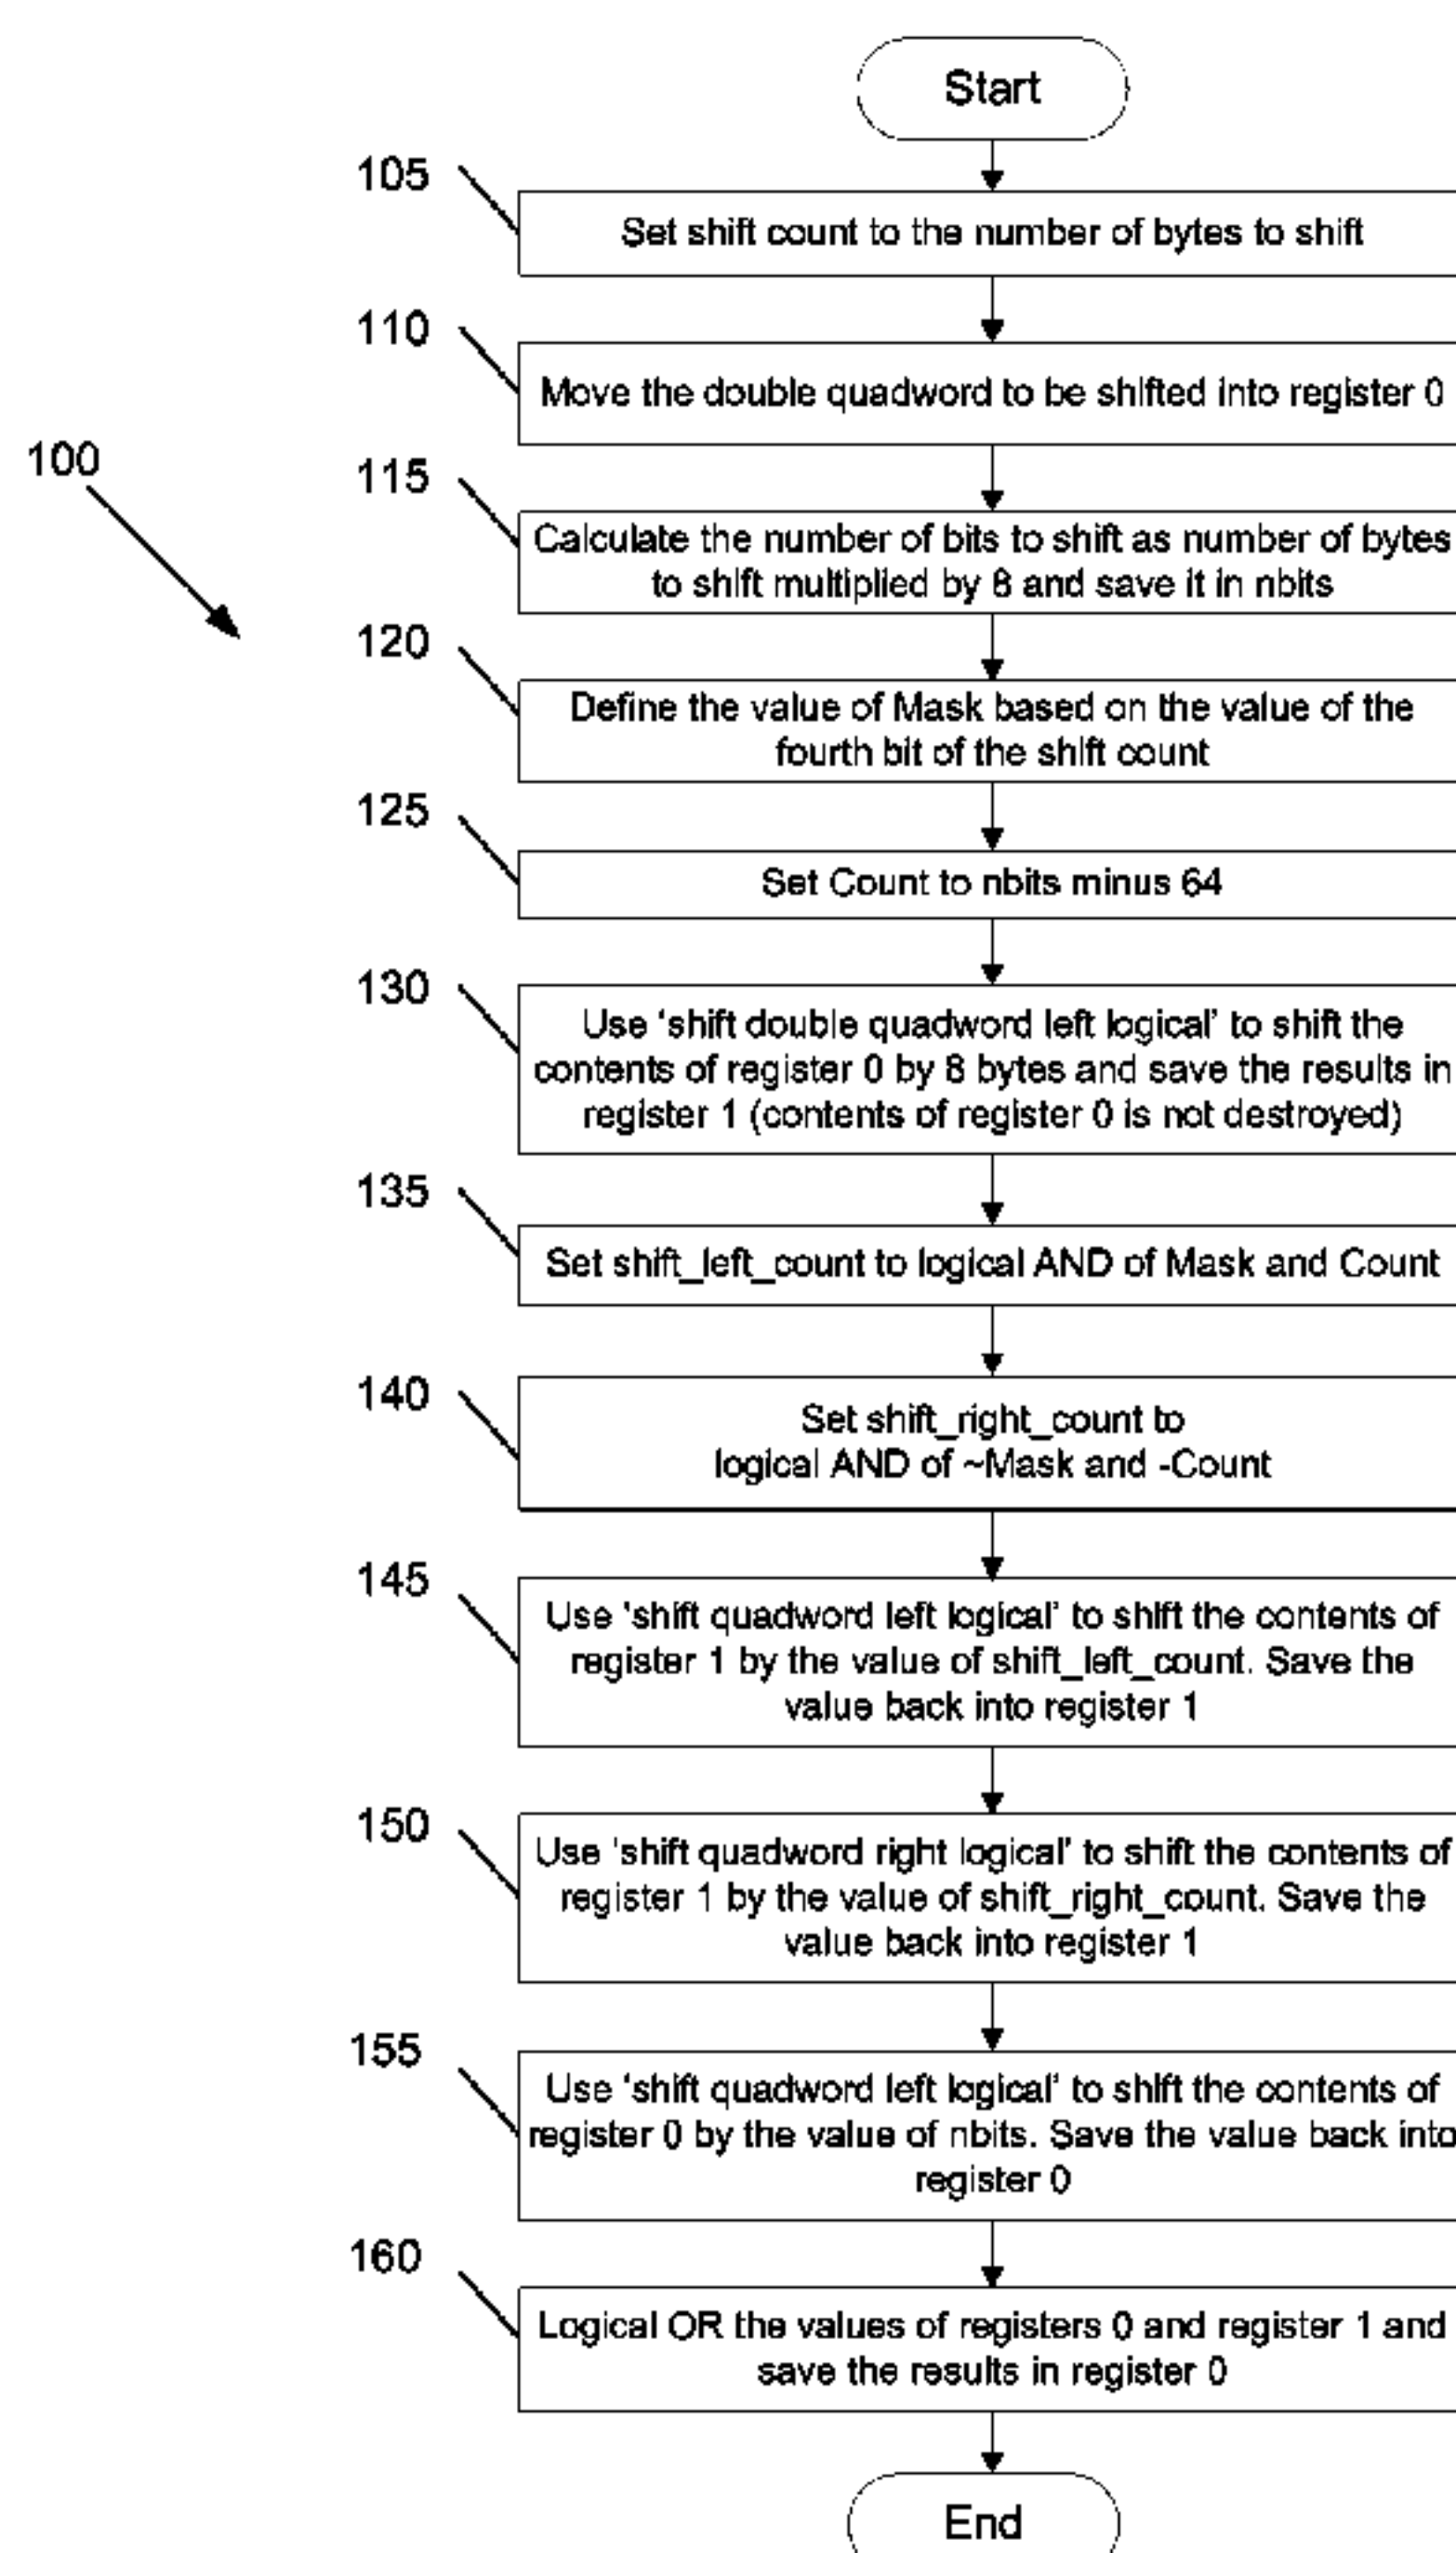 Start
105
Set shift count to the number of bytes to shift
110
Move the double quadword to be shifted into register 0
100
115
Calculate the number of bits to shift as number of bytes
to shift multiplied by 8 and save it in nbits
120
Define the value of Mask based on the value of the
fourth bit of the shift count
125
Set Count to nbits minus 64
130
Use 'shift double quadword left logical' to shift the
contents of register 0 by 8 bytes and save the results in
register 1 (contents of register 0 is not destroyed)
135
Set shift_left_count to logical AND of Mask and Count
140
Set shift_right_count to
logical AND of ~Mask and -Count
145
Use 'shift quadword left logical' to shift the contents of
register 1 by the value of shift_left_count. Save the
value back into register 1
150
Use 'shift quadword right logical' to shift the contents of
register 1 by the value of shift_right_count. Save the
value back into register 1
155
Use 'shift quadword left logical' to shift the contents of
register 0 by the value of nbits. Save the value back into
register 0
160
Logical OR the values of registers 0 and register 1 and
save the results in register 0
End